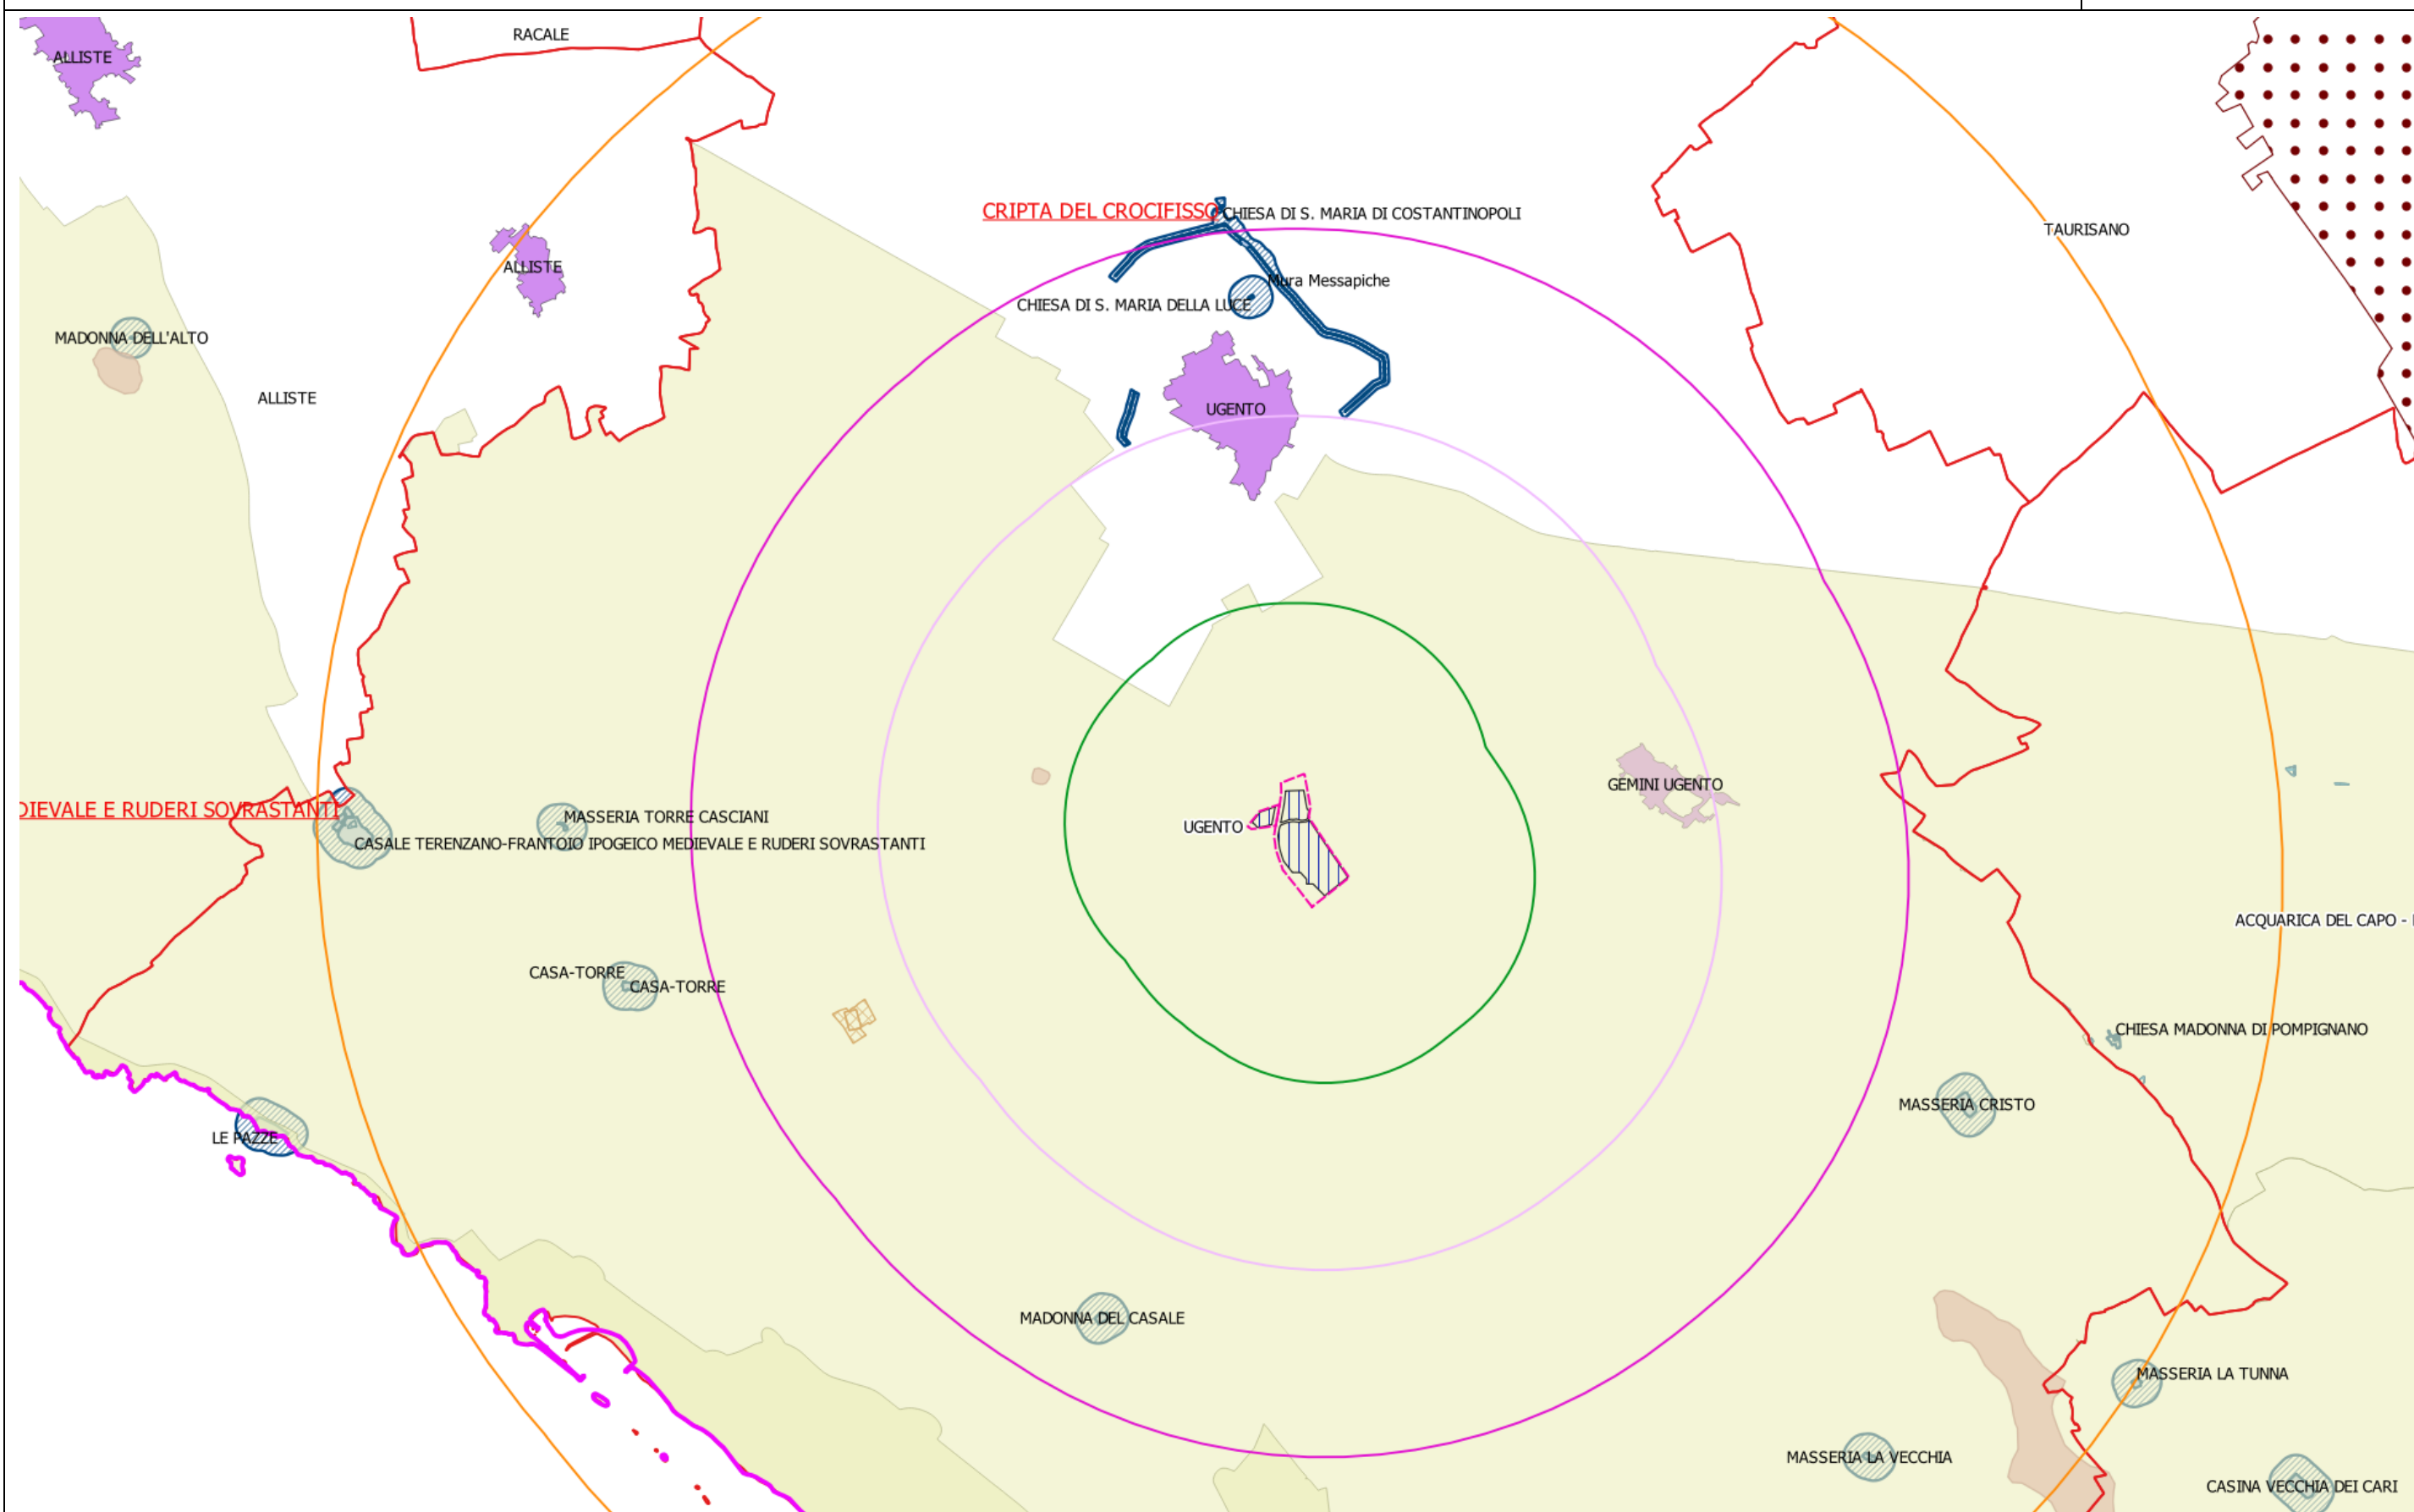 RACALE
ALLISTE
CRIPTA DEL CROCIFISSO
CHIESA DI S. MARIA DI COSTANTINOPOLI
TAURISANO
ALLISTE
Mura Messapiche
CHIESA DI S. MARIA DELLA LUCE
MADONNA DELL'ALTO
ALLISTE
UGENTO
GEMINI UGENTO
DIEVALE E RUDERI SOVRASTANTI
MASSERIA TORRE CASCIANI
UGENTO
CASALE TERENZANO-FRANTOIO IPOGEICO MEDIEVALE E RUDERI SOVRASTANTI
ACQUARICA DEL CAPO -
CASA-TORRE
CASA-TORRE
CHIESA MADONNA DI POMPIGNANO
MASSERIA CRISTO
LE PAZZE
MADONNA DEL CASALE
MASSERIA LA TUNNA
MASSERIA LA VECCHIA
CASINA VECCHIA DEI CARI